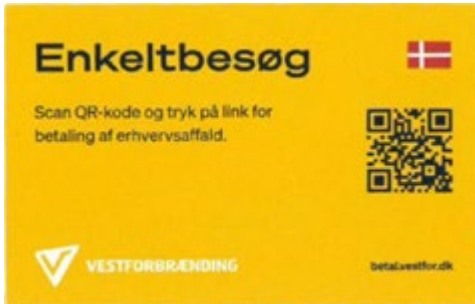 Enkeltbesøg
Scan QR-kode og tryk på link for
betaling af erhvervsaffald.
VESTFORBRÆNDING
betal.vestfor.dk